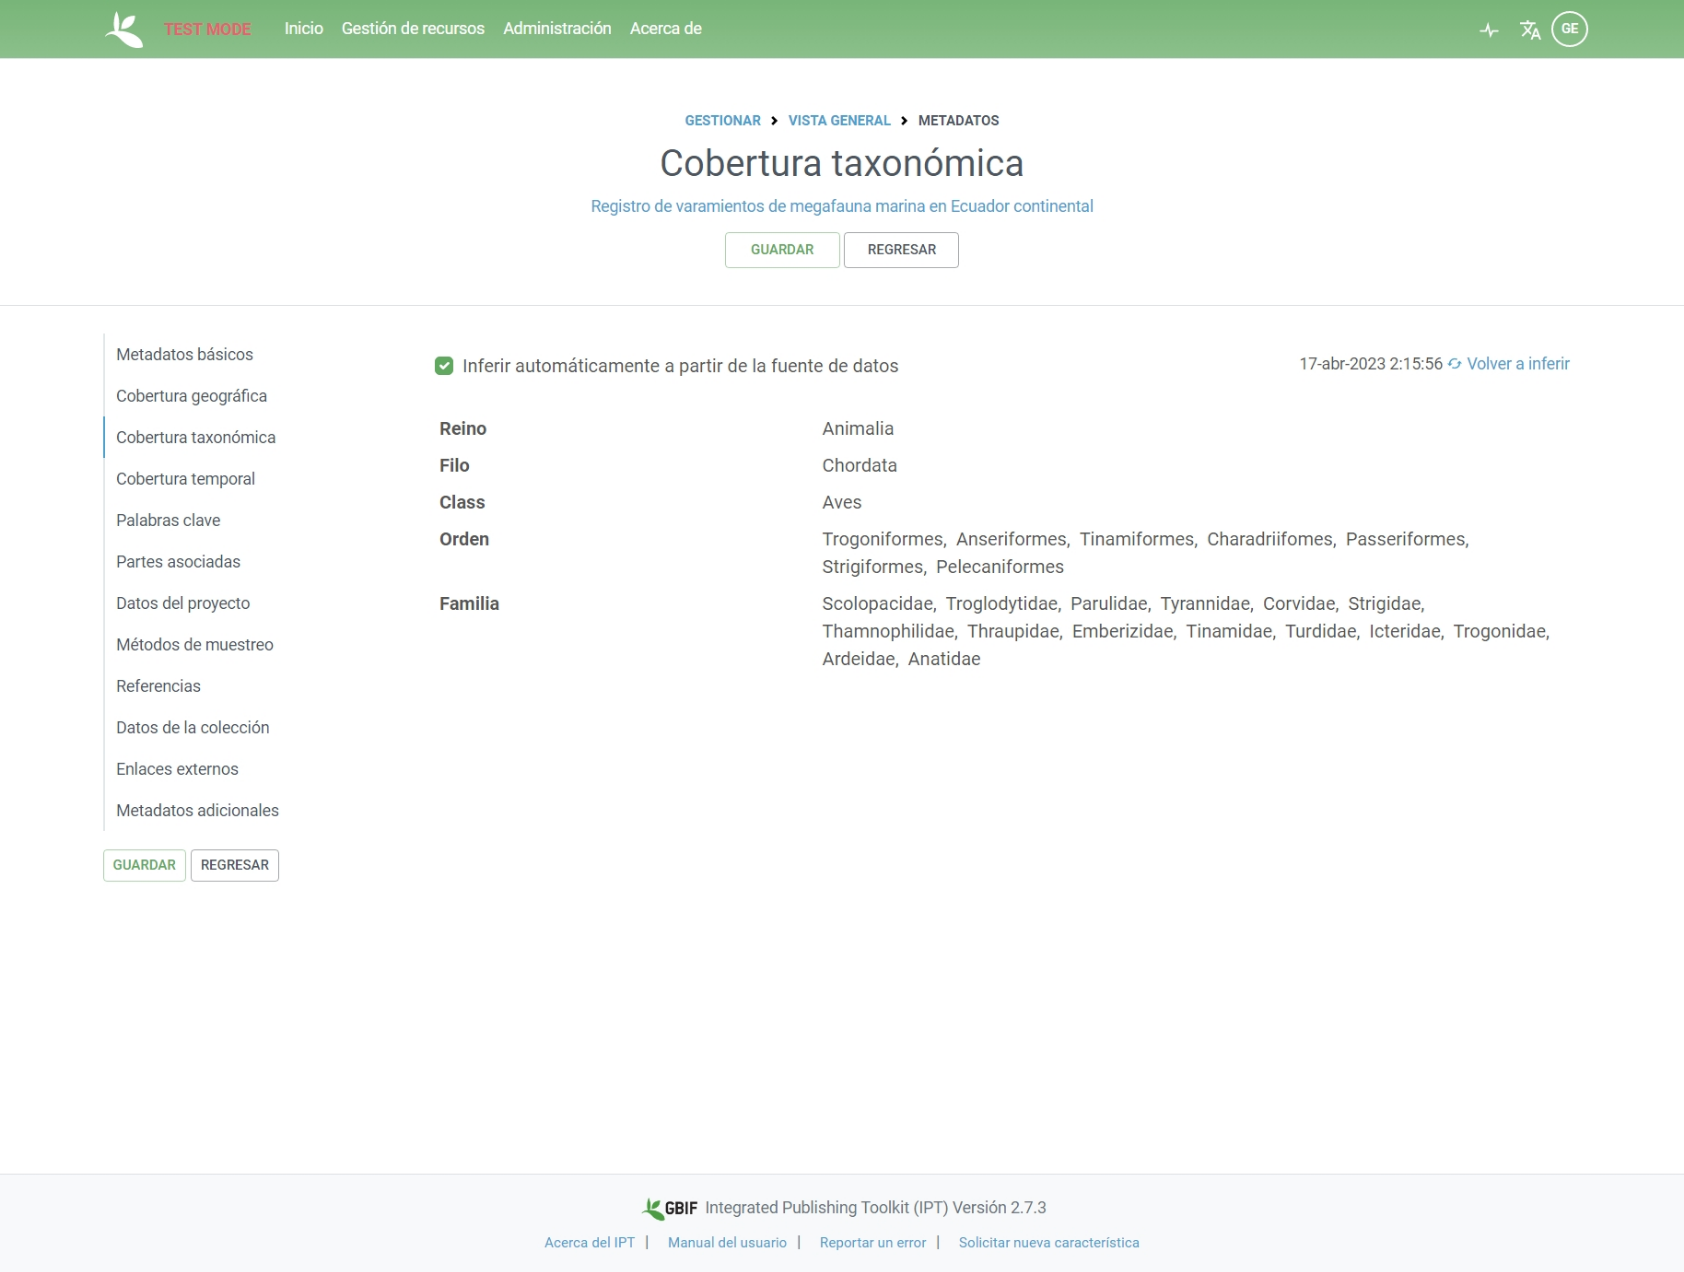 TEST MODE Inicio Gestión de recursos Administración Acerca de GE
GESTIONAR VISTA GENERAL METADATOS
Cobertura taxonómica
Registro de varamientos de megafauna marina en Ecuador continental
GUARDAR REGRESAR
Metadatos básicos
Cobertura geográfica
Cobertura taxonómica
Cobertura temporal
Palabras clave
Partes asociadas
Datos del proyecto
Métodos de muestreo
Referencias
Datos de la colección
Enlaces externos
Metadatos adicionales
GUARDAR REGRESAR
Inferir automáticamente a partir de la fuente de datos 17-abr-2023 2:15:56 Volver a inferir
Reino Animalia
Filo Chordata
Class Aves
Orden Trogoniformes, Anseriformes, Tinamiformes, Charadriifomes, Passeriformes,
Strigiformes, Pelecaniformes
Familia Scolopacidae, Troglodytidae, Parulidae, Tyrannidae, Corvidae, Strigidae,
Thamnophilidae, Thraupidae, Emberizidae, Tinamidae, Turdidae, Icteridae, Trogonidae,
Ardeidae, Anatidae
GBIF Integrated Publishing Toolkit (IPT) Versión 2.7.3
Acerca del IPT | Manual del usuario | Reportar un error | Solicitar nueva característica